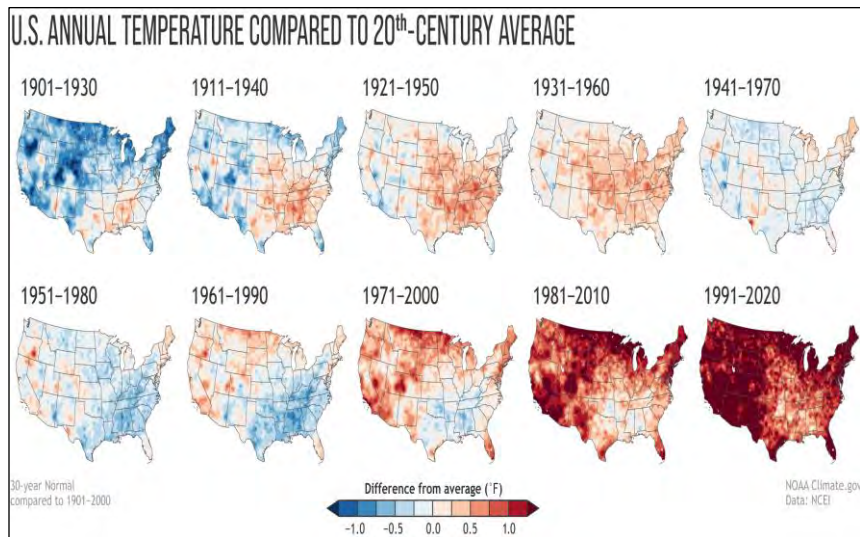 U.S. ANNUAL TEMPERATURE COMPARED TO 20th-CENTURY AVERAGE
1901–1930
1911–1940
1921–1950
1931–1960
1941–1970
1951–1980
1961–1990
1971–2000
1981–2010
1991–2020
30-year Normal
compared to 1901–2000
Difference from average (°F)
-1.0 -0.5 0.0 0.5 1.0
NOAA Climate.gov
Data: NCEI